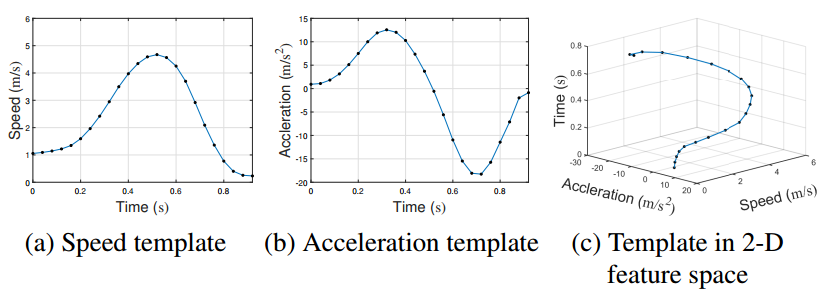 6
5
4
3
2
1
0
0 0.2 0.4 0.6 0.8
Speed (m/s)
Time (s)
(a) Speed template
15
10
5
0
-5
-10
-15
-20
0 0.2 0.4 0.6 0.8
Accleration (m/s²)
Time (s)
(b) Acceleration template
0.8
0.6
0.4
0.2
0
Time (s)
-30
-20
-10
0
10
20
Accleration (m/s²)
0
2
4
6
Speed (m/s)
(c) Template in 2-D
feature space